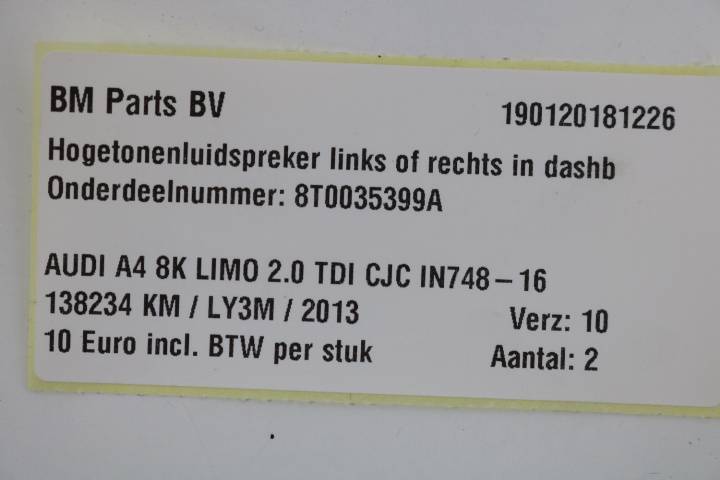 BM Parts BV 190120181226
Hogetonenluidspreker links of rechts in dashb
Onderdeelnummer: 8T0035399A
AUDI A4 8K LIMO 2.0 TDI CJC IN748-16
138234 KM / LY3M / 2013 Verz: 10
10 Euro incl. BTW per stuk Aantal: 2